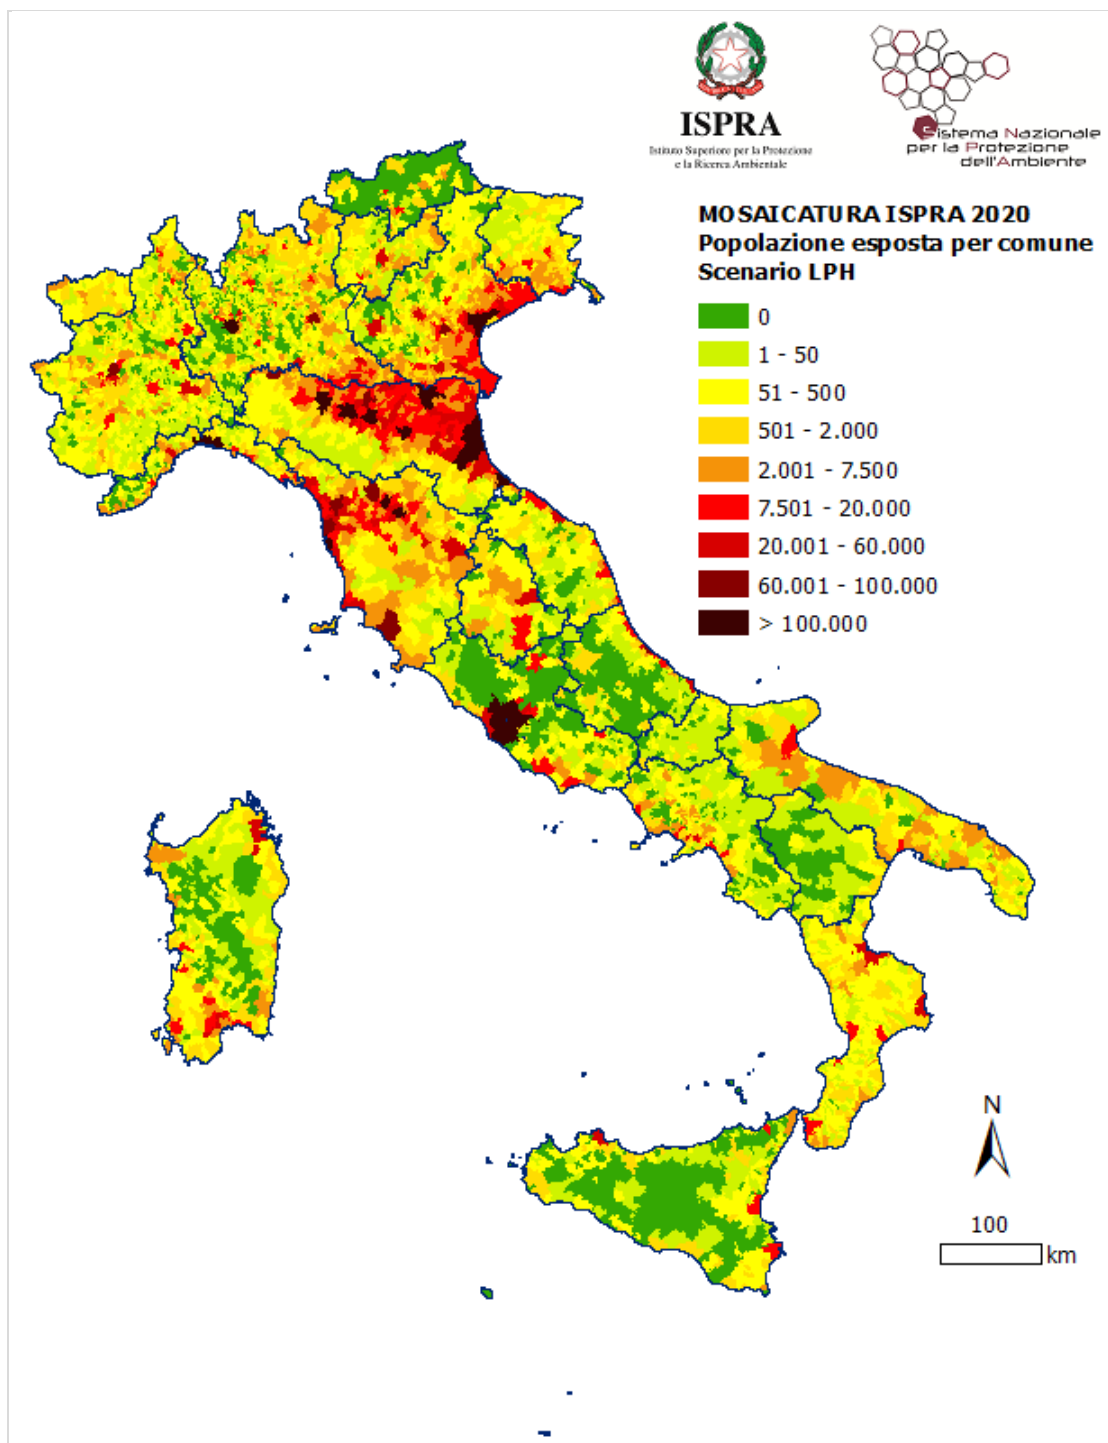 ISPRA
Istituto Superiore per la Protezione
e la Ricerca Ambientale
Sistema Nazionale
per la Protezione
dell'Ambiente
MOSAICATURA ISPRA 2020
Popolazione esposta per comune
Scenario LPH
0
1 - 50
51 - 500
501 - 2.000
2.001 - 7.500
7.501 - 20.000
20.001 - 60.000
60.001 - 100.000
> 100.000
N
100
km